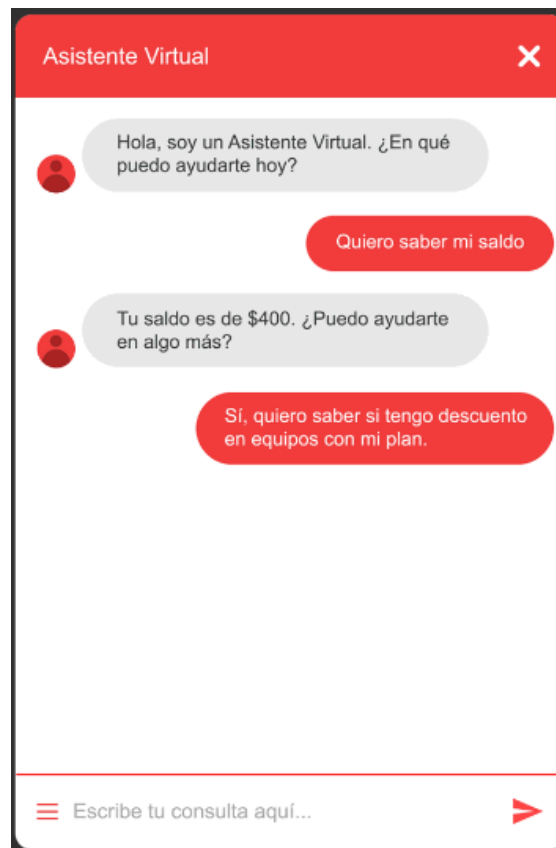 Asistente Virtual
Hola, soy un Asistente Virtual. ¿En qué
puedo ayudarte hoy?
Quiero saber mi saldo
Tu saldo es de $400. ¿Puedo ayudarte
en algo más?
Sí, quiero saber si tengo descuento
en equipos con mi plan.
Escribe tu consulta aquí...